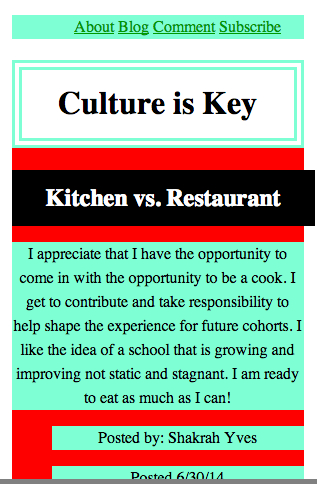 About Blog Comment Subscribe
Culture is Key
Kitchen vs. Restaurant
I appreciate that I have the opportunity to
come in with the opportunity to be a cook. I
get to contribute and take responsibility to
help shape the experience for future cohorts. I
like the idea of a school that is growing and
improving not static and stagnant. I am ready
to eat as much as I can!
Posted by: Shakrah Yves
Posted 6/30/14